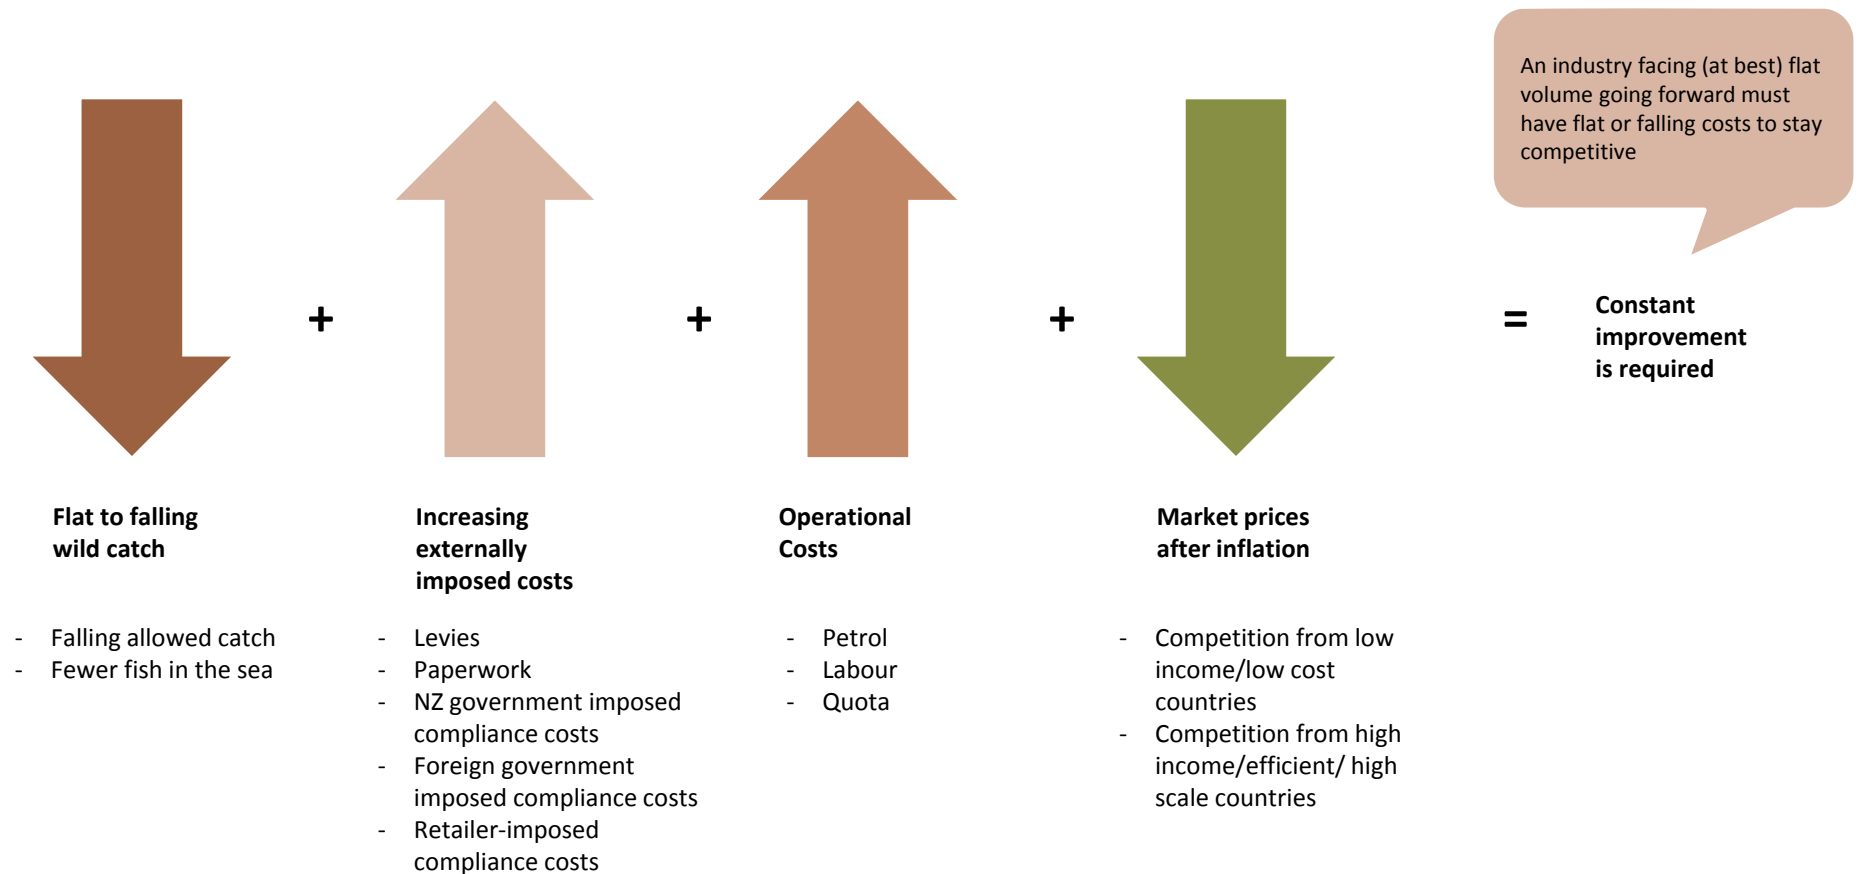 An industry facing (at best) flat
volume going forward must
have flat or falling costs to stay
competitive
+
+
+
=
Constant
improvement
is required
Flat to falling
wild catch
- Falling allowed catch
- Fewer fish in the sea
Increasing
externally
imposed costs
- Levies
- Paperwork
- NZ government imposed
compliance costs
- Foreign government
imposed compliance costs
- Retailer-imposed
compliance costs
Operational
Costs
- Petrol
- Labour
- Quota
Market prices
after inflation
- Competition from low
income/low cost
countries
- Competition from high
income/efficient/ high
scale countries